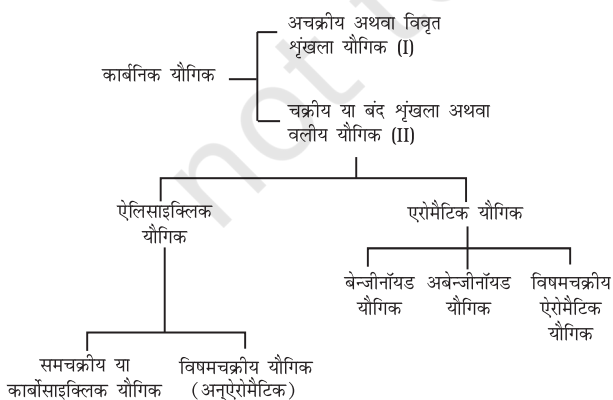 अचक्रीय अथवा विवृत
शृंखला यौगिक (I)
कार्बनिक यौगिक
चक्रीय या बंद शृंखला अथवा
वलीय यौगिक (II)
ऐलिसाइक्लिक
यौगिक
एरोमैटिक यौगिक
बेन्जीनॉयड
यौगिक
अबेन्जीनॉयड
यौगिक
विषमचक्रीय
ऐरोमैटिक
यौगिक
समचक्रीय या
कार्बोसाइक्लिक यौगिक
विषमचक्रीय यौगिक
(अन्ऐरोमैटिक)
not t